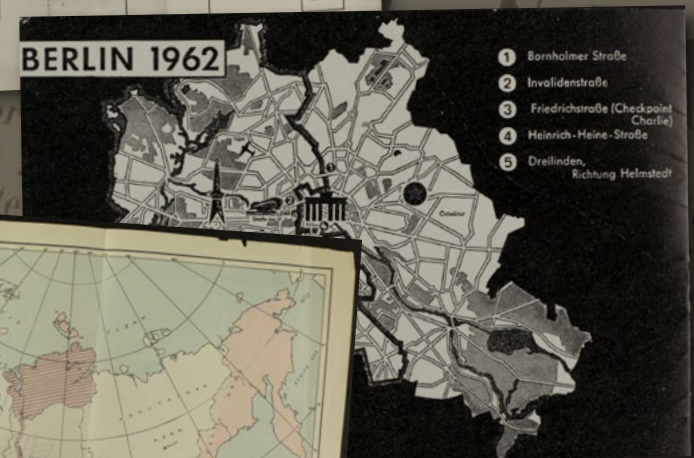 BERLIN 1962
1 Bornholmer Straße
2 Invalidenstraße
3 Friedrichstraße (Checkpoint
Charlie)
4 Heinrich-Heine-Straße
5 Dreilinden,
Richtung Helmstedt
Ostsektor